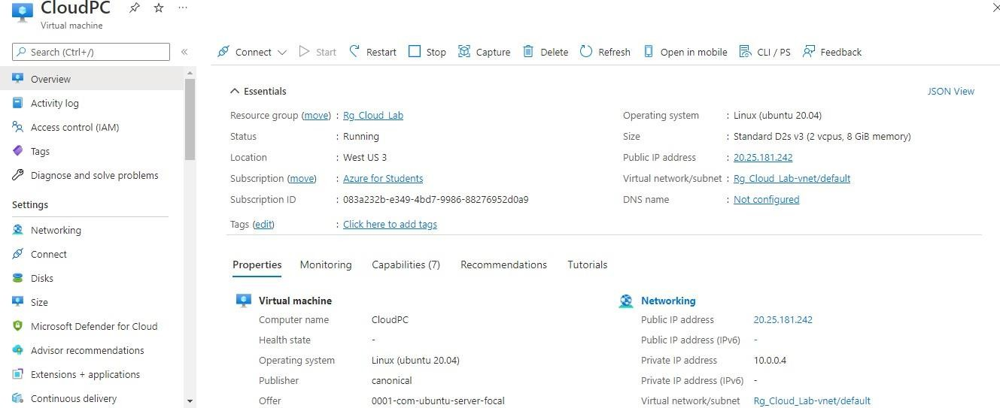 CloudPC
Virtual machine
Search (Ctrl+/)
Overview
Activity log
Access control (IAM)
Tags
Diagnose and solve problems
Settings
Networking
Connect
Disks
Size
Microsoft Defender for Cloud
Advisor recommendations
Extensions + applications
Continuous delivery
Connect Start Restart Stop Capture Delete Refresh Open in mobile CLI / PS Feedback
Essentials JSON View
Resource group (move) : Rg_Cloud_Lab
Status : Running
Location : West US 3
Subscription (move) : Azure for Students
Subscription ID : 083a232b-e349-4bd7-9986-88276952d0a9
Tags (edit) : Click here to add tags
Operating system : Linux (ubuntu 20.04)
Size : Standard D2s v3 (2 vcpus, 8 GiB memory)
Public IP address : 20.25.181.242
Virtual network/subnet : Rg_Cloud_Lab-vnet/default
DNS name : Not configured
Properties Monitoring Capabilities (7) Recommendations Tutorials
Virtual machine
Computer name CloudPC
Health state -
Operating system Linux (ubuntu 20.04)
Publisher canonical
Offer 0001-com-ubuntu-server-focal
Networking
Public IP address 20.25.181.242
Public IP address (IPv6) -
Private IP address 10.0.0.4
Private IP address (IPv6) -
Virtual network/subnet Rg_Cloud_Lab-vnet/default